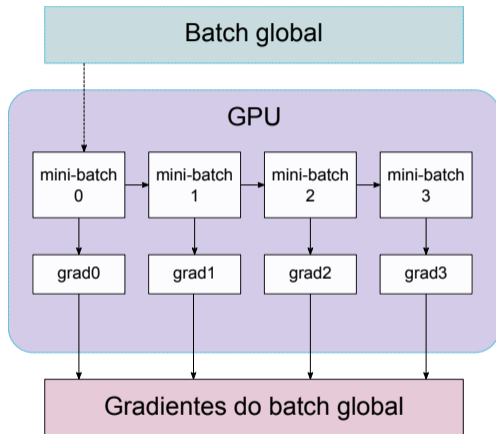 Batch global
GPU
mini-batch
0
mini-batch
1
mini-batch
2
mini-batch
3
grad0
grad1
grad2
grad3
Gradientes do batch global